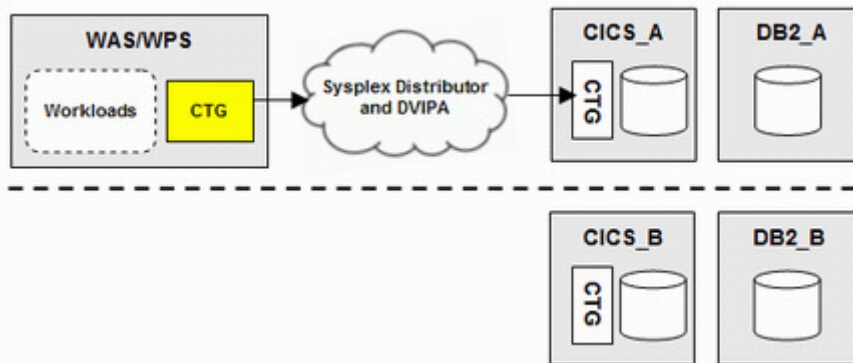 WAS/WPS
Workloads
CTG
Sysplex Distributor
and DVIPA
CICS_A
CTG
DB2_A
CICS_B
CTG
DB2_B